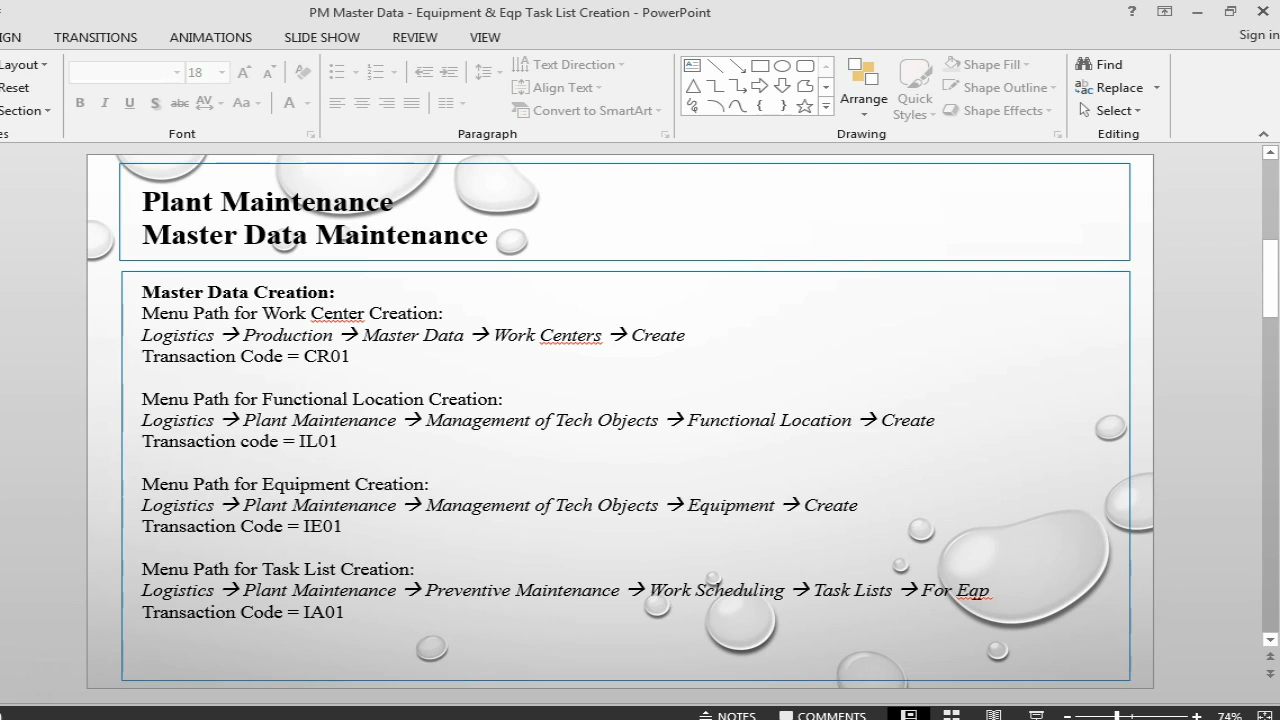 PM Master Data - Equipment & Eqp Task List Creation - PowerPoint
?
IGN TRANSITIONS ANIMATIONS SLIDE SHOW REVIEW VIEW Sign in
Layout
Reset
Section
18
B I U S abc AV Aa A
Font
Text Direction
Align Text
Convert to SmartArt
Paragraph
Arrange
Quick
Styles
Shape Fill
Shape Outline
Shape Effects
Drawing
Find
Replace
Select
Editing
Plant Maintenance
Master Data Maintenance
Master Data Creation:
Menu Path for Work Center Creation:
Logistics → Production → Master Data → Work Centers → Create
Transaction Code = CR01
Menu Path for Functional Location Creation:
Logistics → Plant Maintenance → Management of Tech Objects → Functional Location → Create
Transaction code = IL01
Menu Path for Equipment Creation:
Logistics → Plant Maintenance → Management of Tech Objects → Equipment → Create
Transaction Code = IE01
Menu Path for Task List Creation:
Logistics → Plant Maintenance → Preventive Maintenance → Work Scheduling → Task Lists → For Eqp
Transaction Code = IA01
NOTES COMMENTS 74%